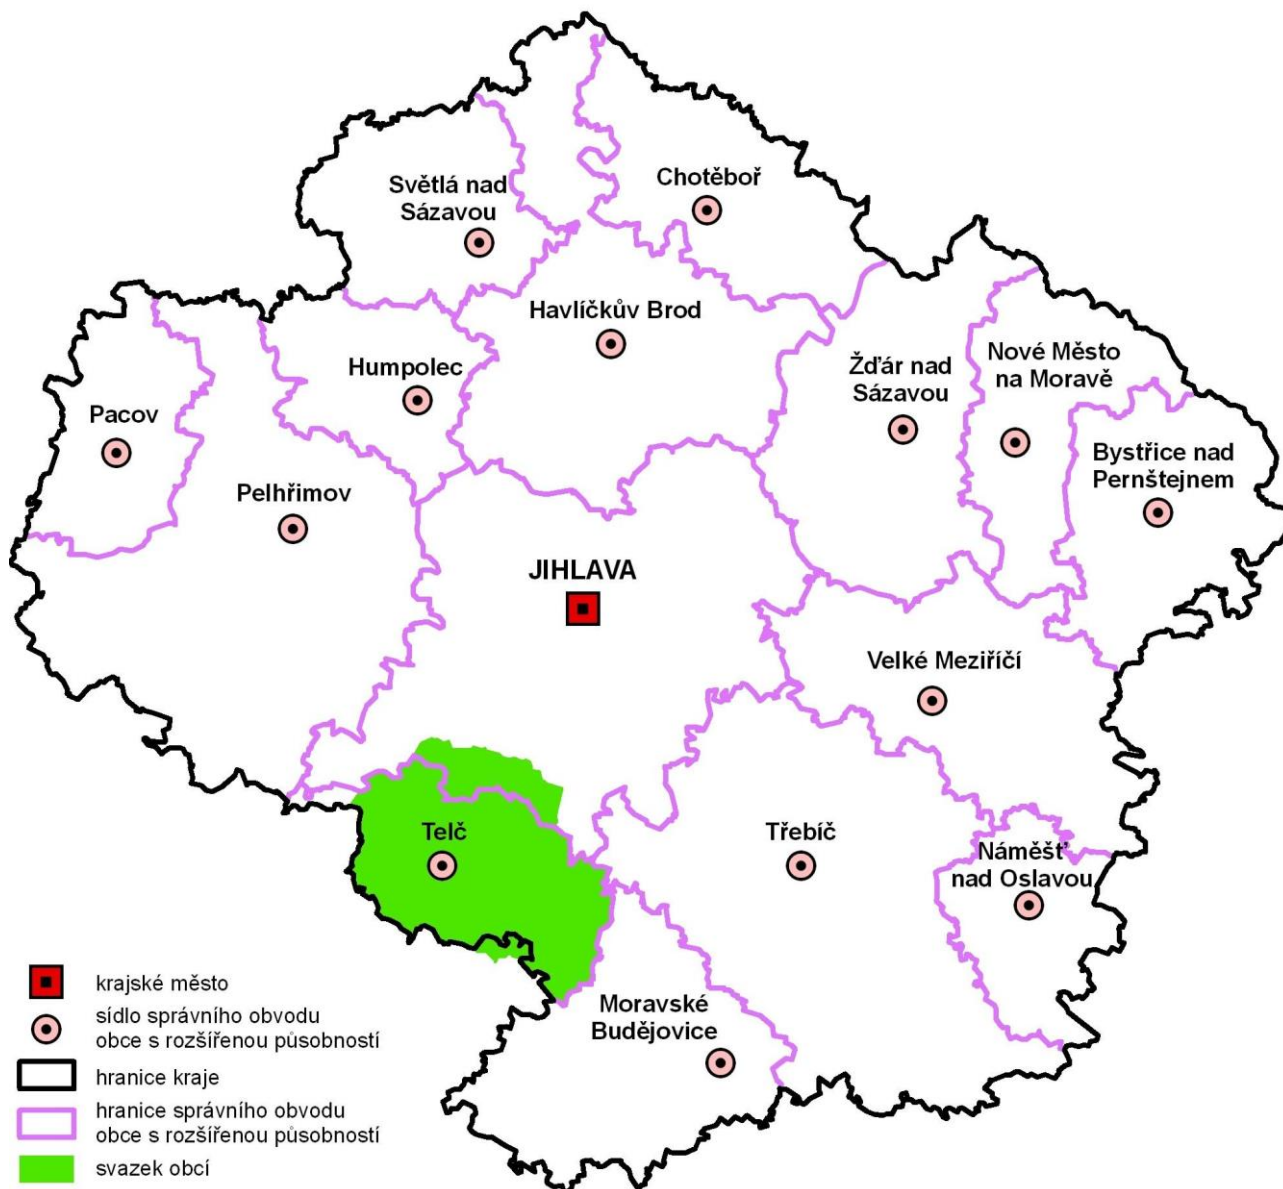 Chotěboř
Světlá nad
Sázavou
Havlíčkův Brod
Humpolec
Žďár nad
Sázavou
Nové Město
na Moravě
Pacov
Bystřice nad
Pernštejnem
Pelhřimov
JIHLAVA
Velké Meziříčí
Telč
Třebíč
Náměšť
nad Oslavou
Moravské
Budějovice
krajské město
sídlo správního obvodu
obce s rozšířenou působností
hranice kraje
hranice správního obvodu
obce s rozšířenou působností
svazek obcí